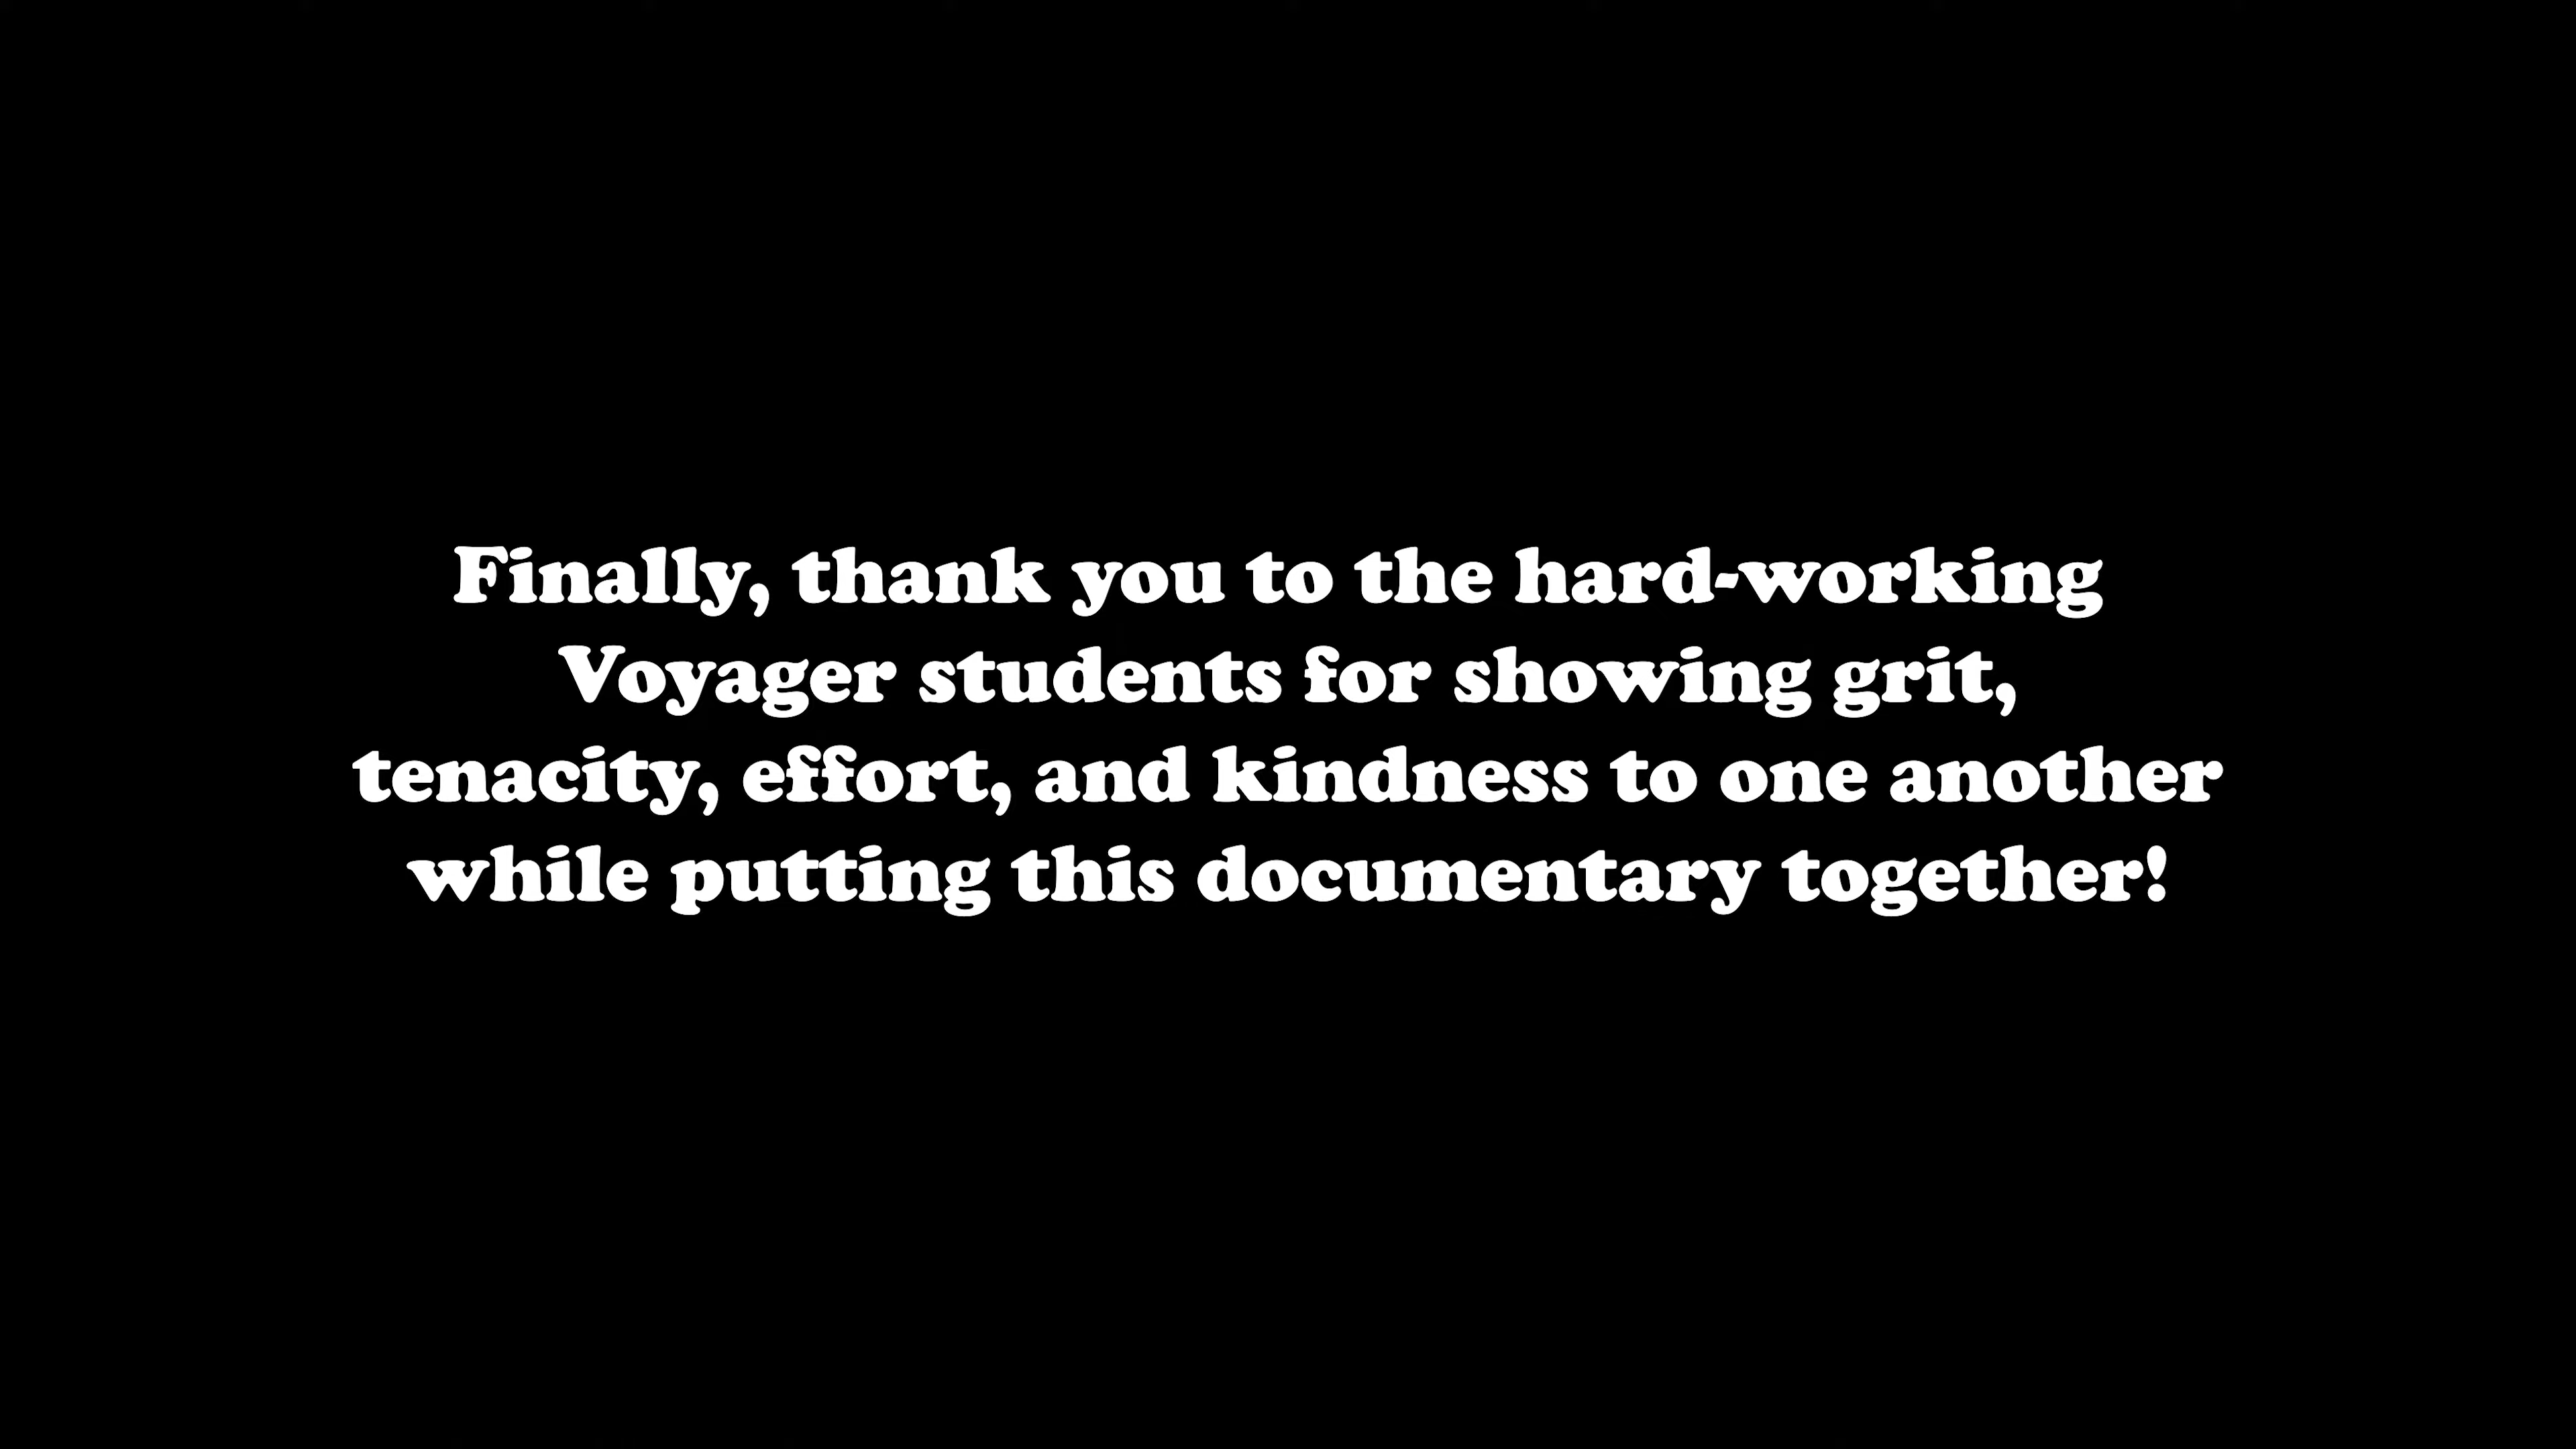 Finally, thank you to the hard-working
Voyager students for showing grit,
tenacity, effort, and kindness to one another
while putting this documentary together!